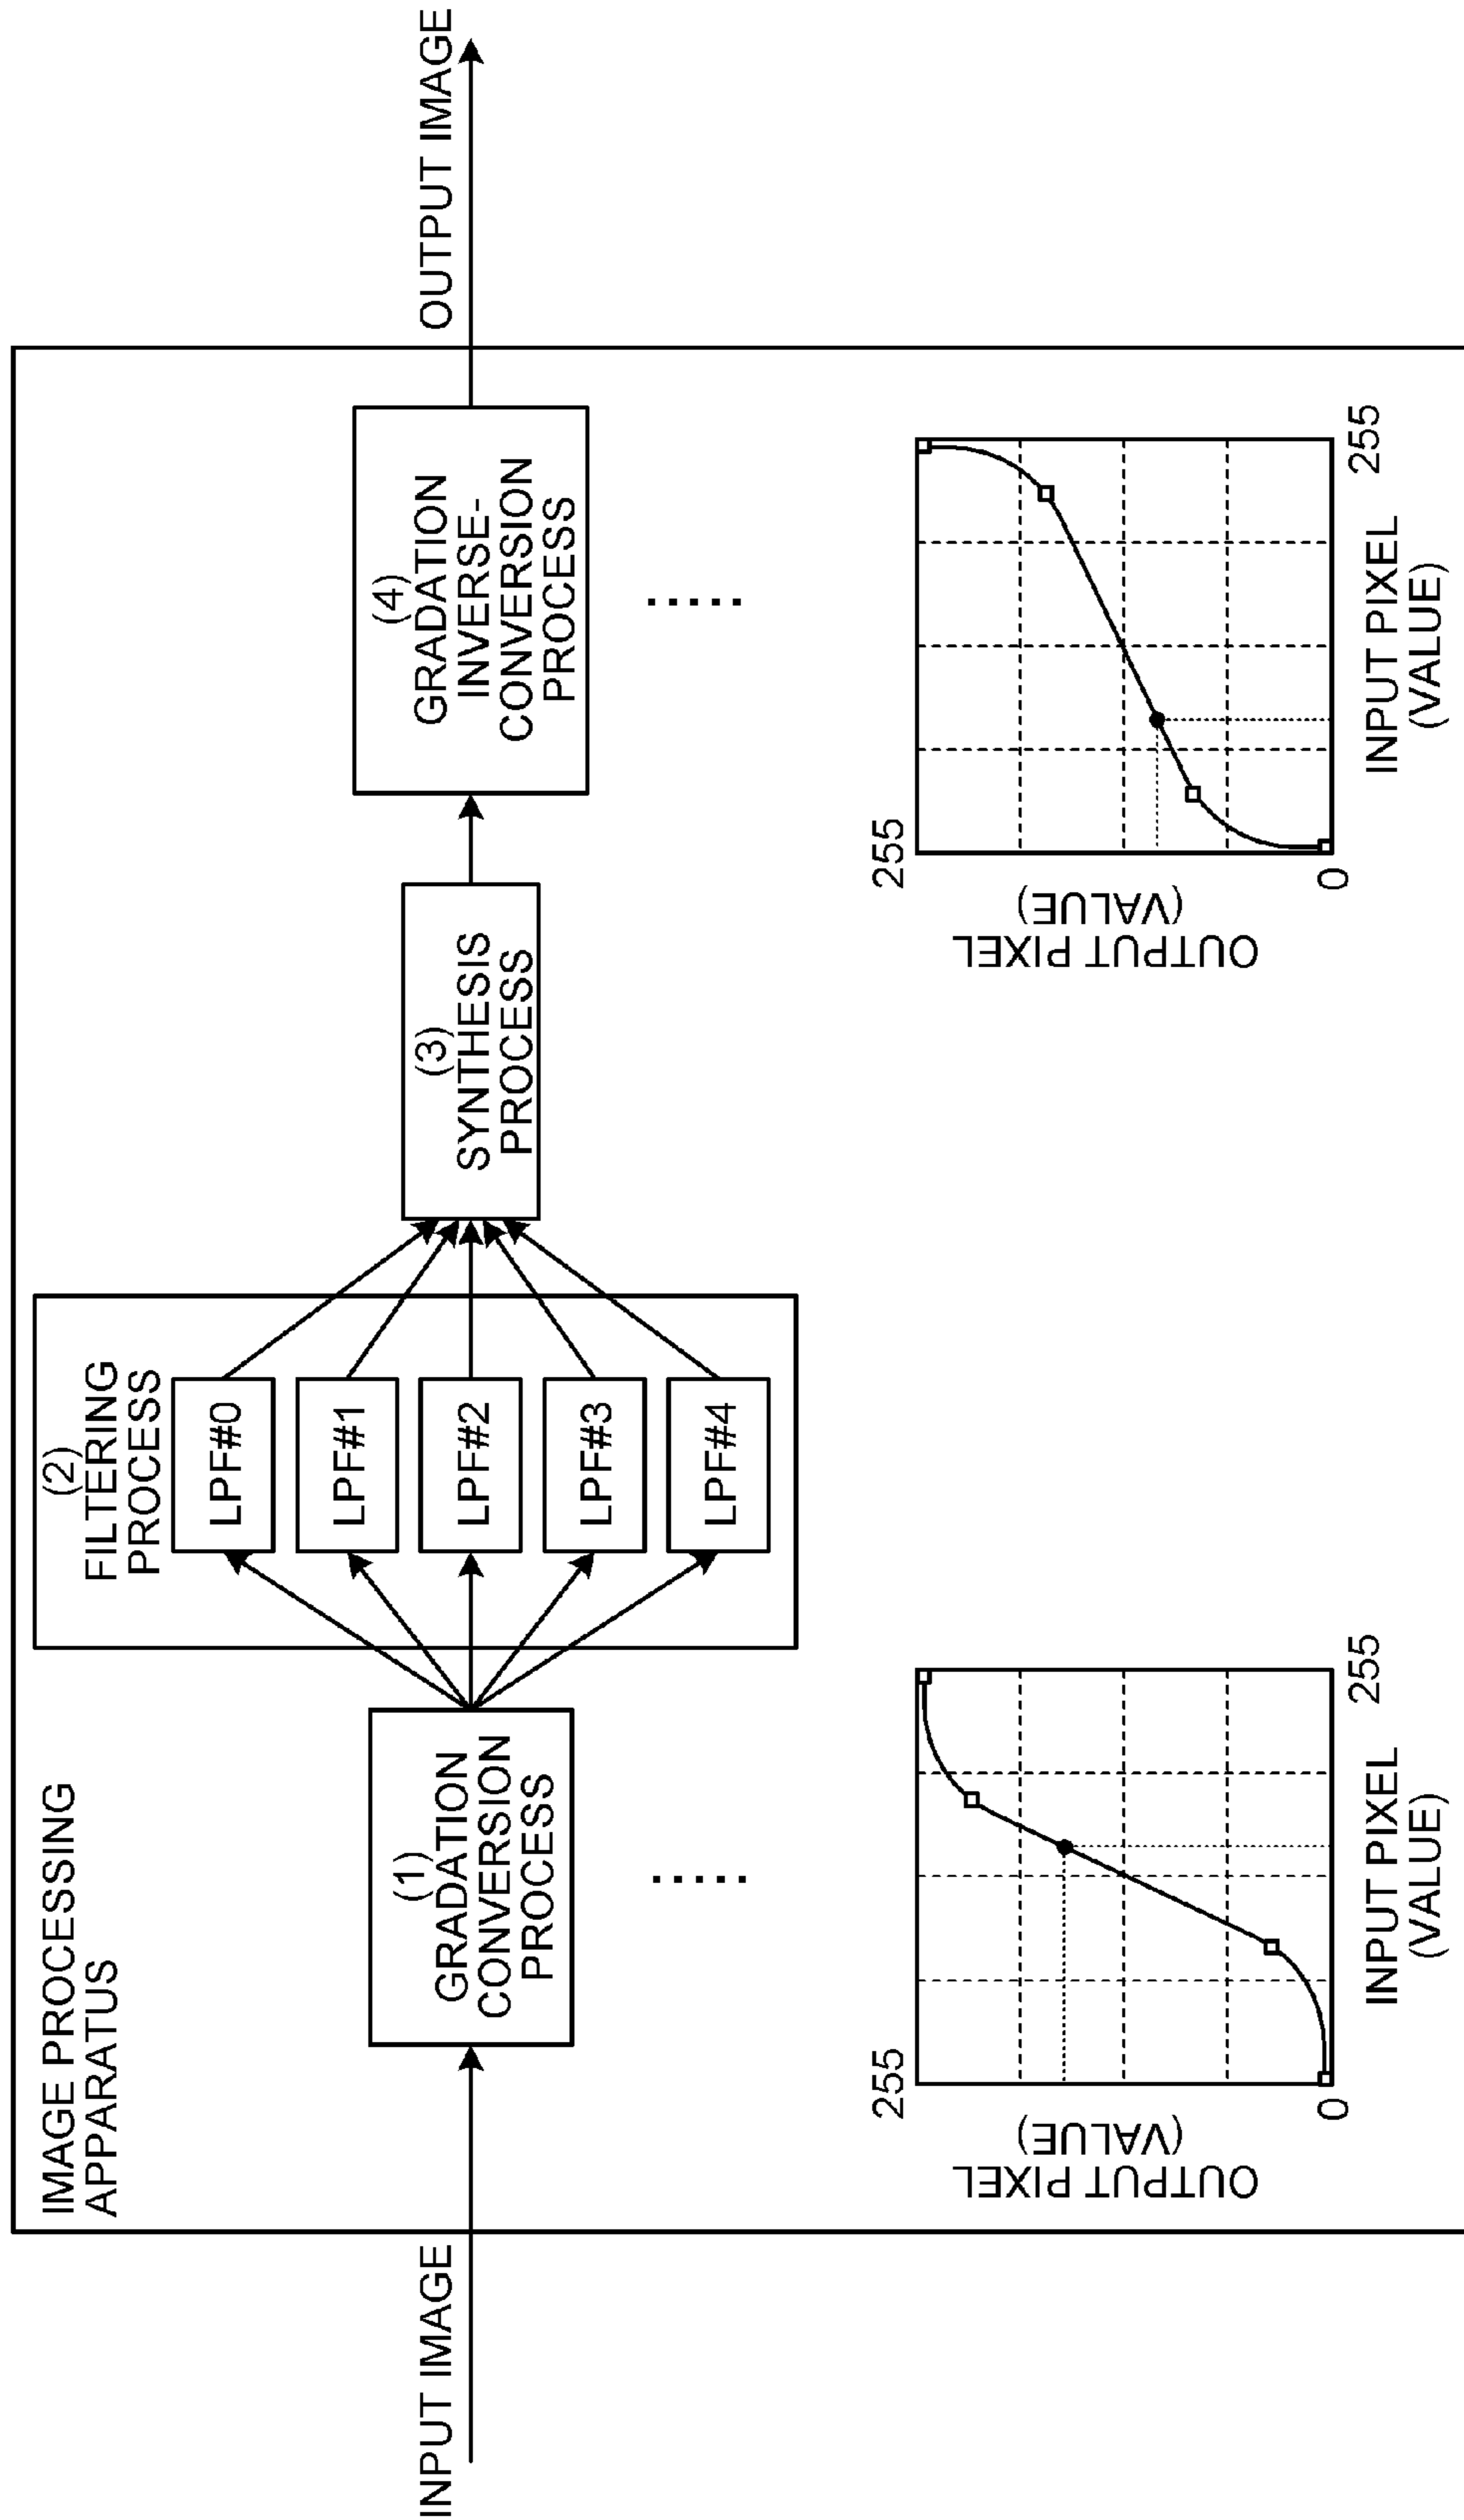 IMAGE PROCESSING
APPARATUS
INPUT IMAGE
(1)
GRADATION
CONVERSION
PROCESS
(2)
FILTERING
PROCESS
LPF#0
LPF#1
LPF#2
LPF#3
LPF#4
(3)
SYNTHESIS
PROCESS
(4)
GRADATION
INVERSE-
CONVERSION
PROCESS
OUTPUT IMAGE
OUTPUT PIXEL
(VALUE)
255
0
255
INPUT PIXEL
(VALUE)
OUTPUT PIXEL
(VALUE)
255
0
255
INPUT PIXEL
(VALUE)